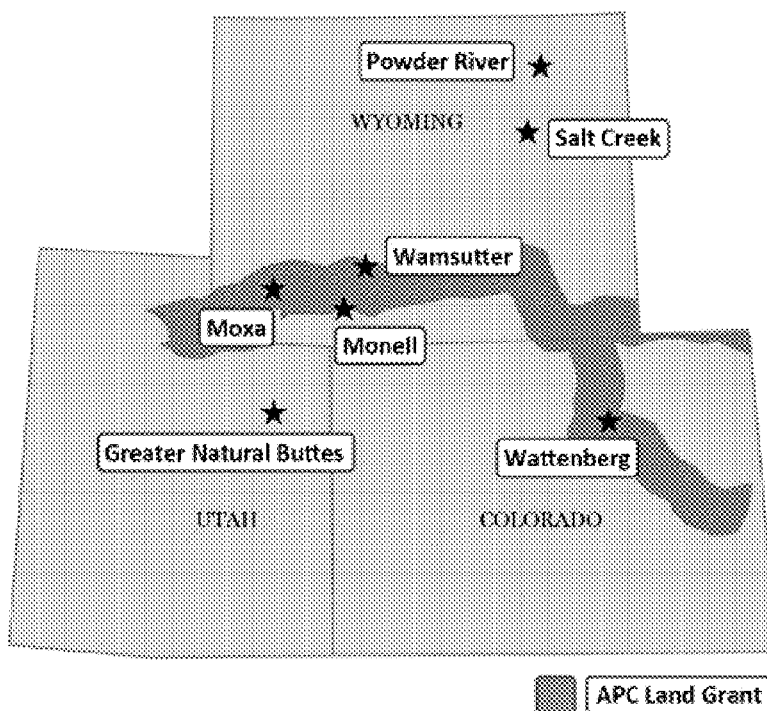 Powder River
WYOMING
Salt Creek
Wamsutter
Moxa
Monell
Greater Natural Buttes
Wattenberg
UTAH
COLORADO
APC Land Grant